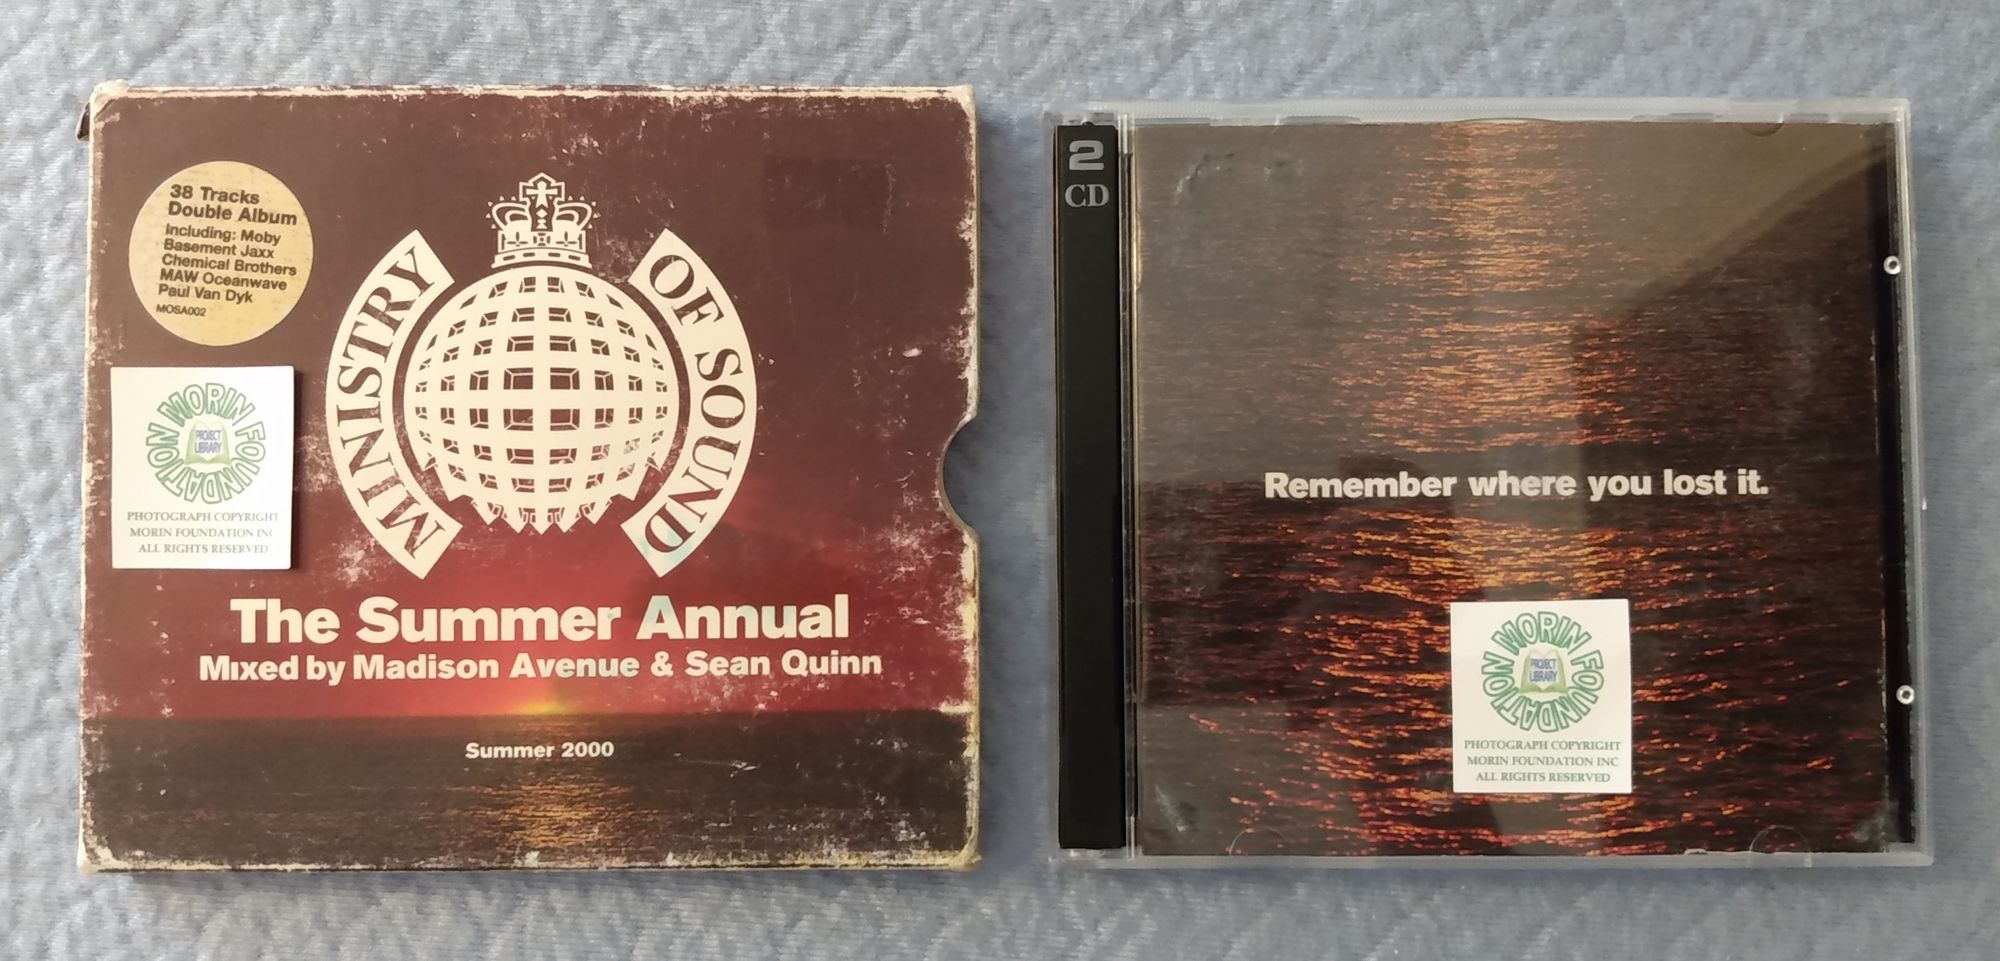 38 Tracks
Double Album
Including: Moby
Basement Jaxx
Chemical Brothers
MAW Oceanwave
Paul Van Dyk
MOSA002
MINISTRY OF SOUND
MORIN FOUNDATION
PROJECT
LIBRARY
PHOTOGRAPH COPYRIGHT
MORIN FOUNDATION INC
ALL RIGHTS RESERVED
The Summer Annual
Mixed by Madison Avenue & Sean Quinn
Summer 2000
2
CD
Remember where you lost it.
MORIN FOUNDATION
PROJECT
LIBRARY
PHOTOGRAPH COPYRIGHT
MORIN FOUNDATION INC
ALL RIGHTS RESERVED